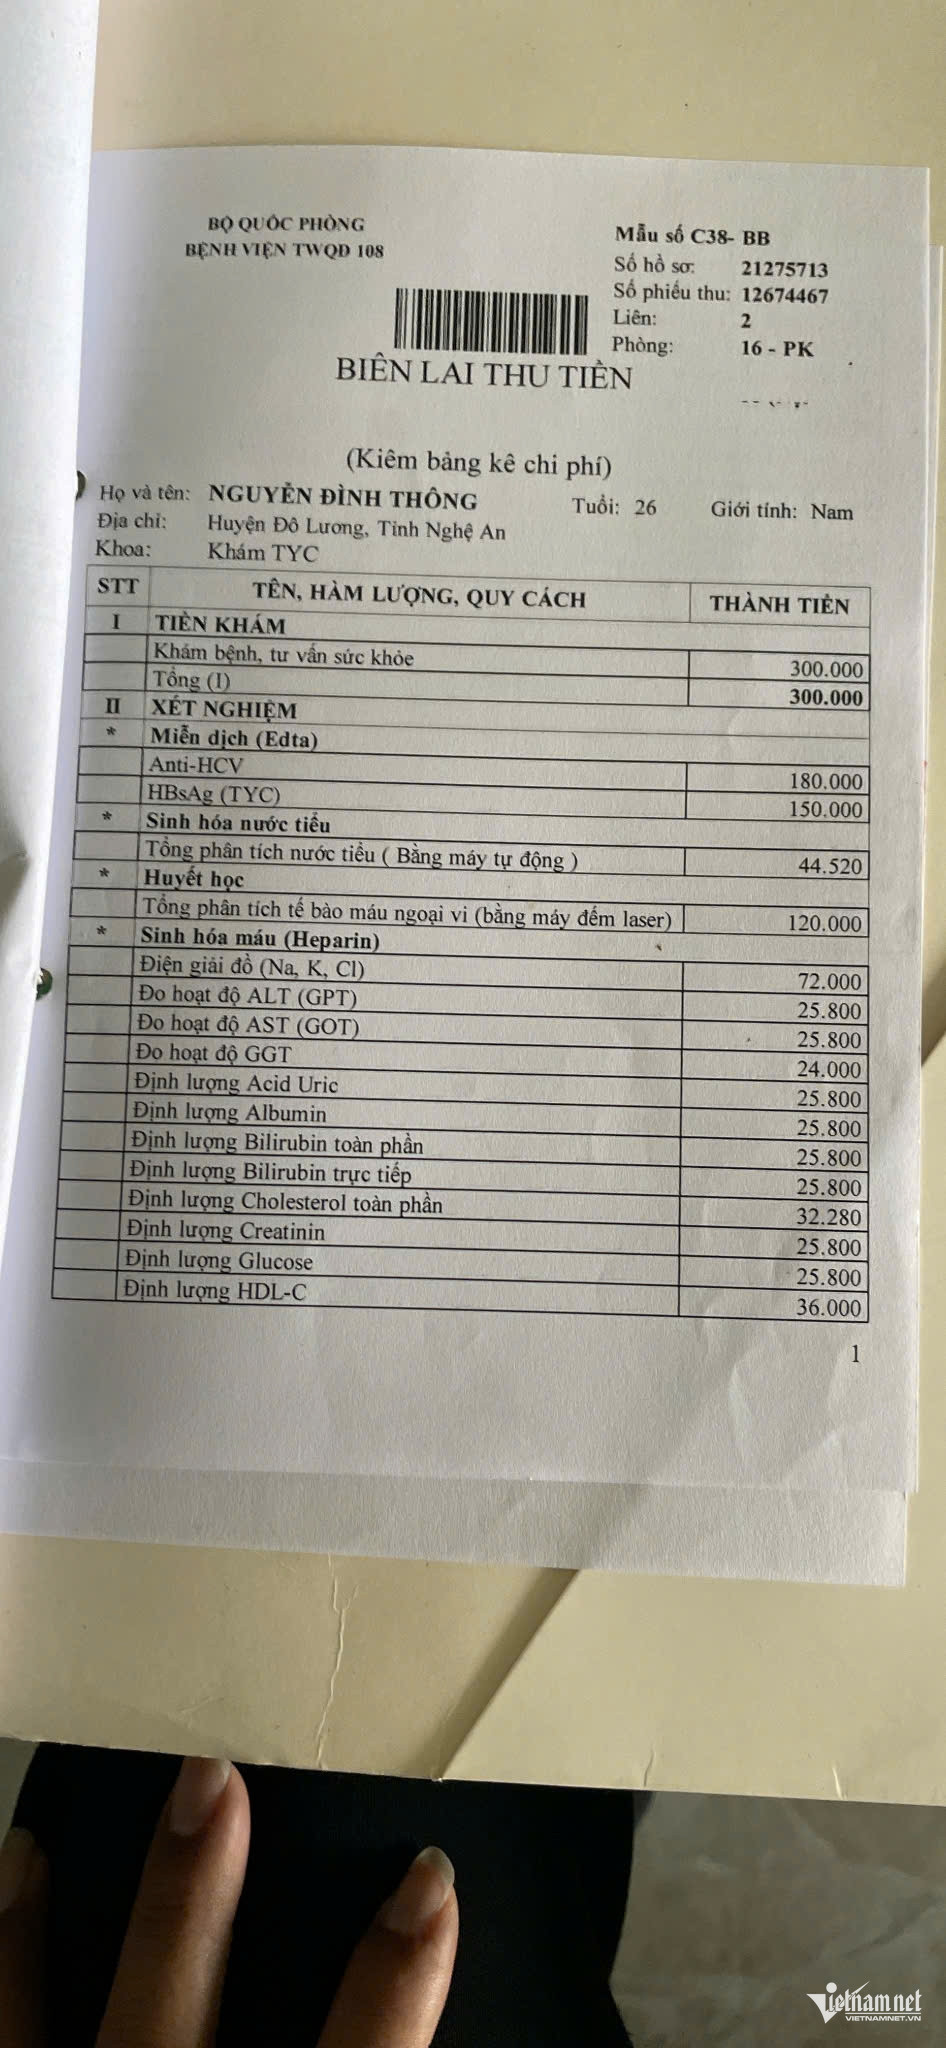 BỘ QUỐC PHÒNG
BỆNH VIỆN TWQĐ 108
Mẫu số C38- BB
Số hồ sơ: 21275713
Số phiếu thu: 12674467
Liên: 2
Phòng: 16 - PK
BIÊN LAI THU TIỀN
(Kiêm bảng kê chi phí)
Họ và tên: NGUYỄN ĐÌNH THÔNG Tuổi: 26 Giới tính: Nam
Địa chỉ: Huyện Đô Lương, Tỉnh Nghệ An
Khoa: Khám TYC
STT TÊN, HÀM LƯỢNG, QUY CÁCH THÀNH TIỀN
I TIỀN KHÁM
Khám bệnh, tư vấn sức khỏe 300.000
Tổng (I) 300.000
II XÉT NGHIỆM
* Miễn dịch (Edta)
Anti-HCV 180.000
HBsAg (TYC) 150.000
* Sinh hóa nước tiểu
Tổng phân tích nước tiểu ( Bằng máy tự động ) 44.520
* Huyết học
Tổng phân tích tế bào máu ngoại vi (bằng máy đếm laser) 120.000
* Sinh hóa máu (Heparin)
Điện giải đồ (Na, K, Cl) 72.000
Đo hoạt độ ALT (GPT) 25.800
Đo hoạt độ AST (GOT) 25.800
Đo hoạt độ GGT 24.000
Định lượng Acid Uric 25.800
Định lượng Albumin 25.800
Định lượng Bilirubin toàn phần 25.800
Định lượng Bilirubin trực tiếp 25.800
Định lượng Cholesterol toàn phần 32.280
Định lượng Creatinin 25.800
Định lượng Glucose 25.800
Định lượng HDL-C 36.000
1
Vietnamnet
VIETNAMNET.VN